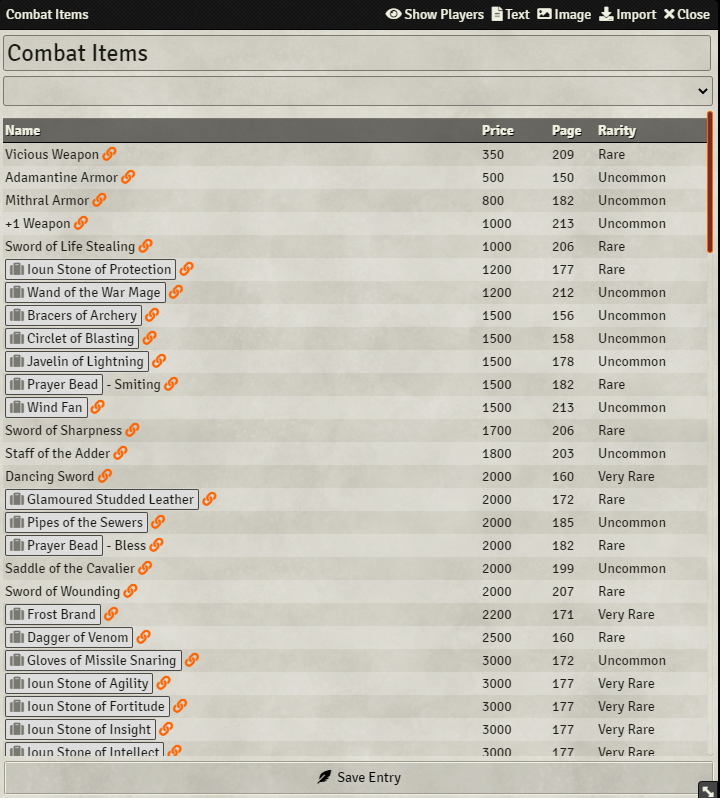 Combat Items Show Players Text Image Import Close
Combat Items
Name Price Page Rarity
Vicious Weapon 350 209 Rare
Adamantine Armor 500 150 Uncommon
Mithral Armor 800 182 Uncommon
+1 Weapon 1000 213 Uncommon
Sword of Life Stealing 1000 206 Rare
Ioun Stone of Protection 1200 177 Rare
Wand of the War Mage 1200 212 Uncommon
Bracers of Archery 1500 156 Uncommon
Circlet of Blasting 1500 158 Uncommon
Javelin of Lightning 1500 178 Uncommon
Prayer Bead - Smiting 1500 182 Rare
Wind Fan 1500 213 Uncommon
Sword of Sharpness 1700 206 Rare
Staff of the Adder 1800 203 Uncommon
Dancing Sword 2000 160 Very Rare
Glamoured Studded Leather 2000 172 Rare
Pipes of the Sewers 2000 185 Uncommon
Prayer Bead - Bless 2000 182 Rare
Saddle of the Cavalier 2000 199 Uncommon
Sword of Wounding 2000 207 Rare
Frost Brand 2200 171 Very Rare
Dagger of Venom 2500 160 Rare
Gloves of Missile Snaring 3000 172 Uncommon
Ioun Stone of Agility 3000 177 Very Rare
Ioun Stone of Fortitude 3000 177 Very Rare
Ioun Stone of Insight 3000 177 Very Rare
Ioun Stone of Intellect 3000 177 Very Rare
Save Entry